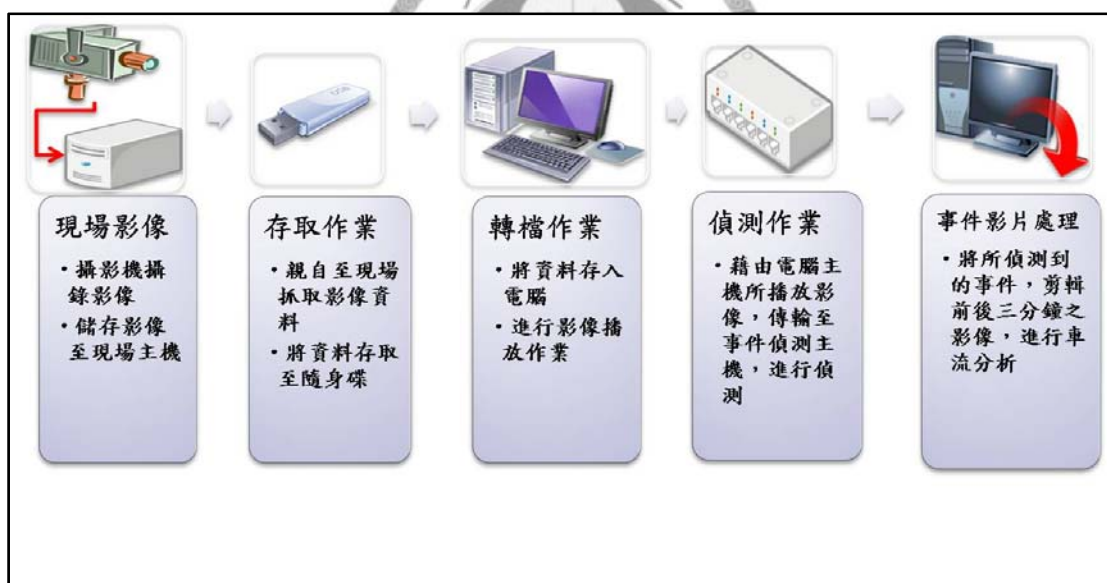 現場影像
・攝影機攝
錄影像
・儲存影像
至現場主機
存取作業
・親自至現場
抓取影像資
料
・將資料存取
至隨身碟
轉檔作業
・將資料存入
電腦
・進行影像播
放作業
偵測作業
・藉由電腦主
機所播放影
像,傳輸至
事件偵測主
機,進行偵
測
事件影片處理
・將所偵測到
的事件,剪輯
前後三分鐘之
影像,進行車
流分析